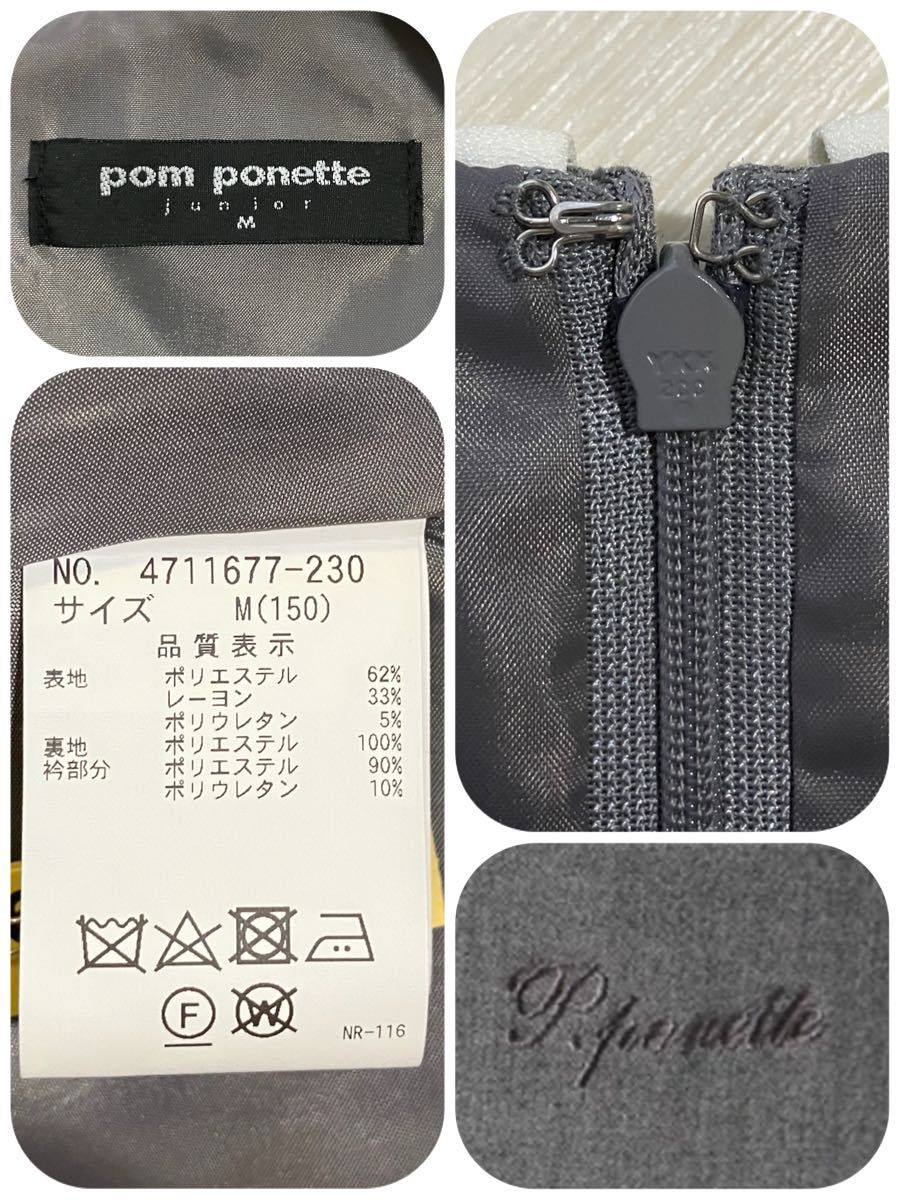 pom ponette
junior
M
YKK
NO. 4711677-230
サイズ M(150)
品質表示
表地 ポリエステル 62%
レーヨン 33%
ポリウレタン 5%
裏地 ポリエステル 100%
衿部分 ポリエステル 90%
ポリウレタン 10%
F
W
NR-116
P.ponette